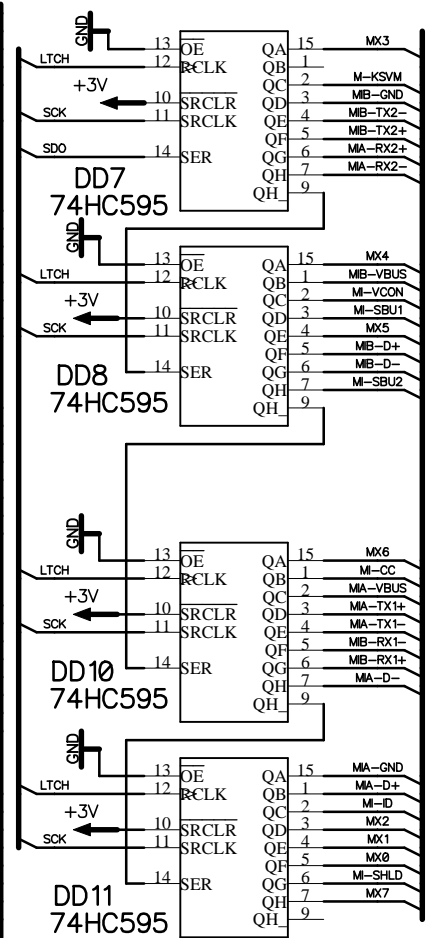 GND 13 OE QA 15 MX3
LTCH 12 RCLK QB 1
QC 2 M-KSVM
+3V 10 SRCLR QD 3 MIB-GND
SCK 11 SRCLK QE 4 MIB-TX2-
QF 5 MIB-TX2+
SDO 14 SER QG 6 MIA-RX2+
QH 7 MIA-RX2-
DD7 QH_ 9
74HC595
GND 13 OE QA 15 MX4
LTCH 12 RCLK QB 1 MIB-VBUS
QC 2 MI-VCON
+3V 10 SRCLR QD 3 MI-SBU1
SCK 11 SRCLK QE 4 MX5
QF 5 MIB-D+
14 SER QG 6 MIB-D-
DD8 QH 7 MI-SBU2
74HC595 QH_ 9
GND 13 OE QA 15 MX6
LTCH 12 RCLK QB 1 MI-CC
QC 2 MIA-VBUS
+3V 10 SRCLR QD 3 MIA-TX1+
SCK 11 SRCLK QE 4 MIA-TX1-
QF 5 MIB-RX1-
14 SER QG 6 MIB-RX1+
DD10 QH 7 MIA-D-
74HC595 QH_ 9
GND 13 OE QA 15 MIA-GND
LTCH 12 RCLK QB 1 MIA-D+
QC 2 MI-ID
+3V 10 SRCLR QD 3 MX2
SCK 11 SRCLK QE 4 MX1
QF 5 MX0
14 SER QG 6 MI-SHLD
DD11 QH 7 MX7
74HC595 QH_ 9